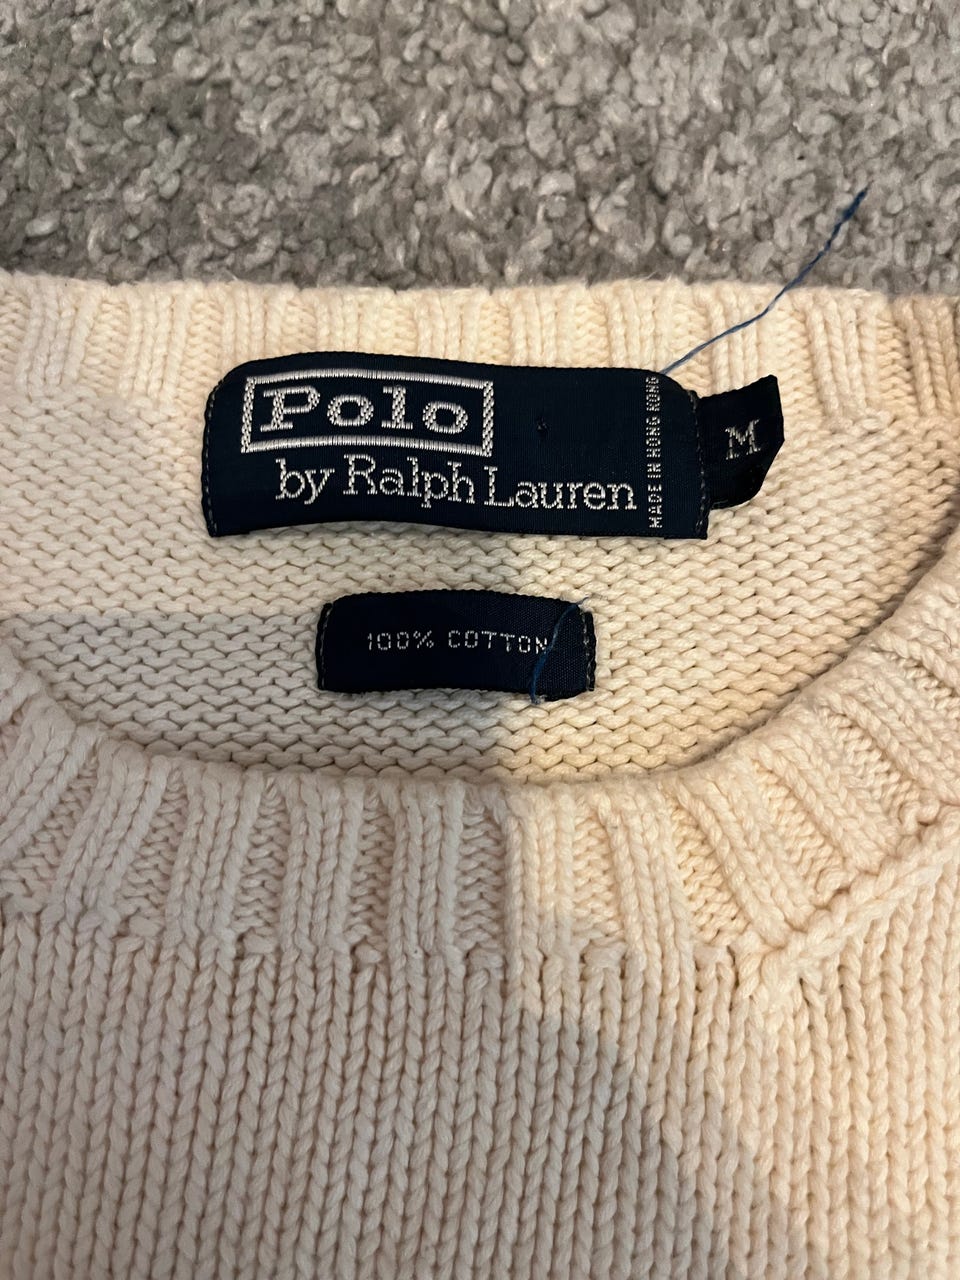 Polo
by Ralph Lauren
MADE IN HONG KONG
M
100% COTTON